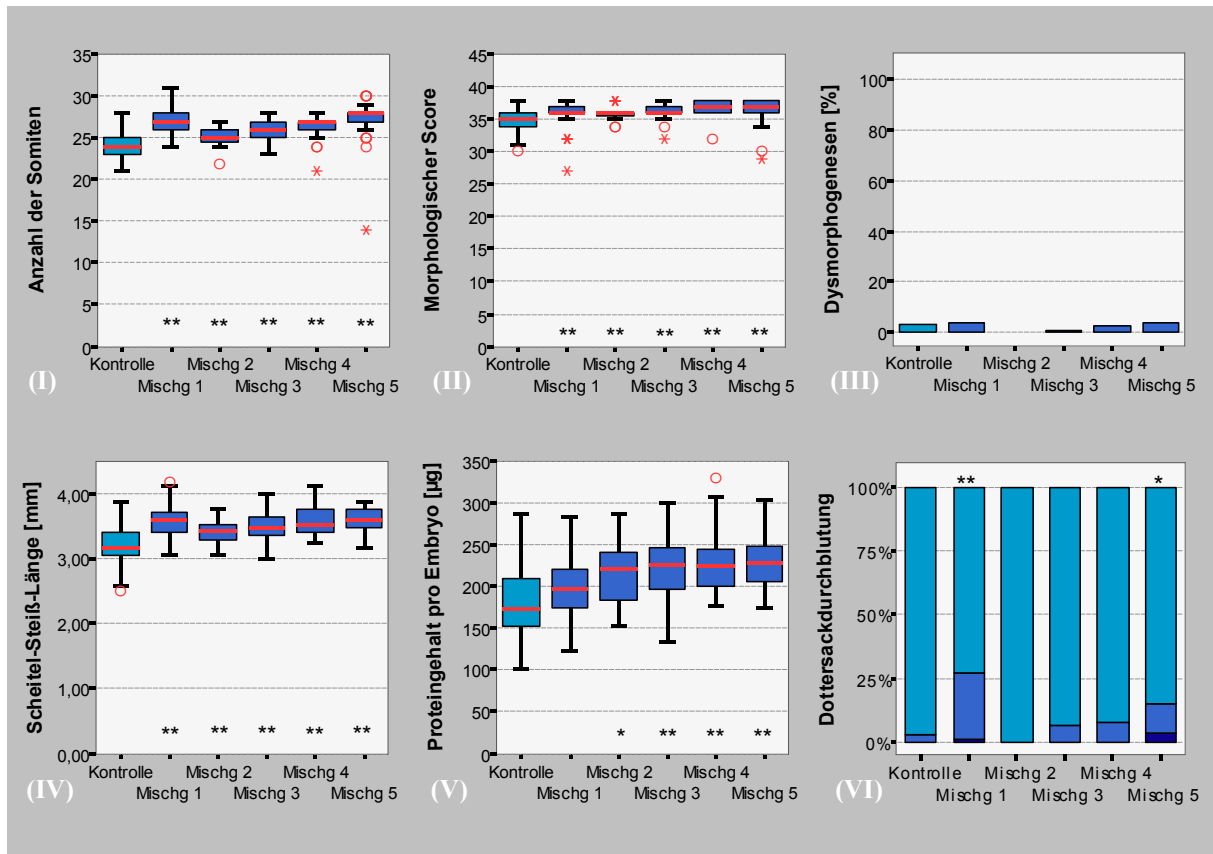 Anzahl der Somiten
35
30
25
20
15
10
5
0
** ** ** ** **
Kontrolle Mischg 2 Mischg 4
Mischg 1 Mischg 3 Mischg 5
(I)
Morphologischer Score
45
40
35
30
25
20
15
10
5
0
** ** ** ** **
Kontrolle Mischg 2 Mischg 4
Mischg 1 Mischg 3 Mischg 5
(II)
Dysmorphogenesen [%]
100
80
60
40
20
0
Kontrolle Mischg 2 Mischg 4
Mischg 1 Mischg 3 Mischg 5
(III)
Scheitel-Steiß-Länge [mm]
4,00
3,00
2,00
1,00
0,00
** ** ** ** **
Kontrolle Mischg 2 Mischg 4
Mischg 1 Mischg 3 Mischg 5
(IV)
Proteingehalt pro Embryo [µg]
350
300
250
200
150
100
50
0
* ** ** **
Kontrolle Mischg 2 Mischg 4
Mischg 1 Mischg 3 Mischg 5
(V)
Dottersackdurchblutung
** *
100%
75%
50%
25%
0%
Kontrolle Mischg 2 Mischg 4
Mischg 1 Mischg 3 Mischg 5
(VI)